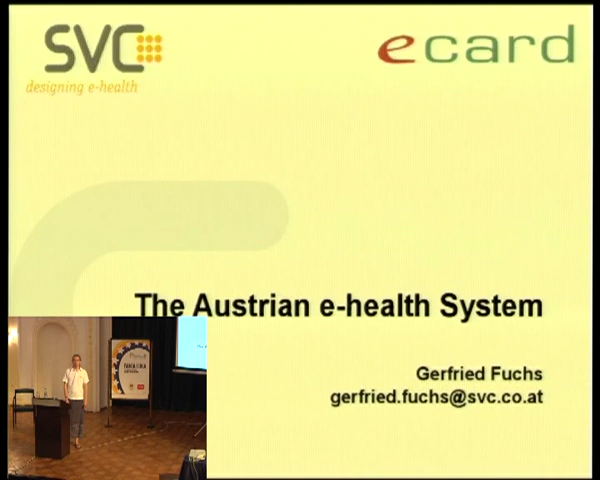 SVC
designing e-health
ecard
The Austrian e-health System
Gerfried Fuchs
gerfried.fuchs@svc.co.at